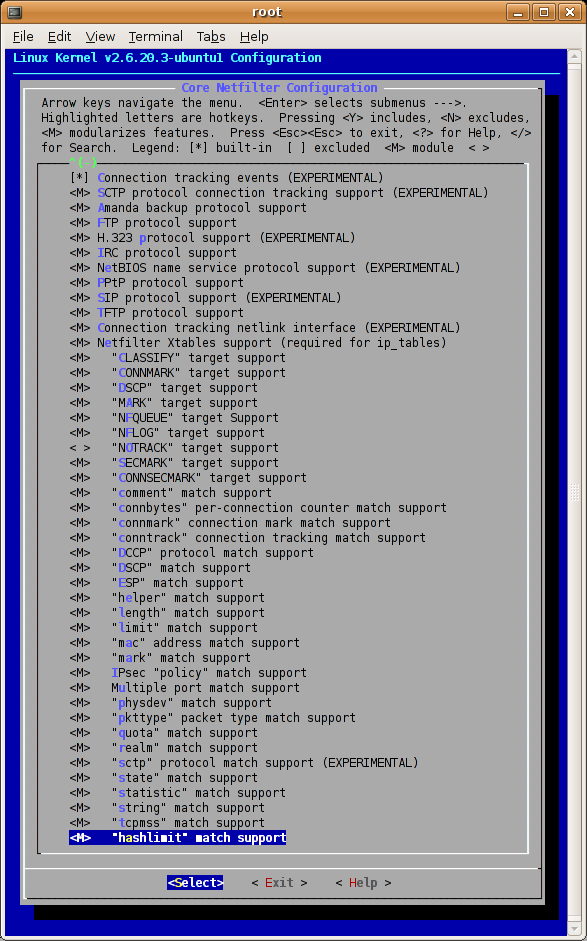 root
File Edit View Terminal Tabs Help
Linux Kernel v2.6.20.3-ubuntu1 Configuration
Core Netfilter Configuration
Arrow keys navigate the menu. <Enter> selects submenus --->.
Highlighted letters are hotkeys. Pressing <Y> includes, <N> excludes,
<M> modularizes features. Press <Esc><Esc> to exit, <?> for Help, </>
for Search. Legend: [*] built-in [ ] excluded <M> module < >
^(-)
[*] Connection tracking events (EXPERIMENTAL)
<M> SCTP protocol connection tracking support (EXPERIMENTAL)
<M> Amanda backup protocol support
<M> FTP protocol support
<M> H.323 protocol support (EXPERIMENTAL)
<M> IRC protocol support
<M> NetBIOS name service protocol support (EXPERIMENTAL)
<M> PPtP protocol support
<M> SIP protocol support (EXPERIMENTAL)
<M> TFTP protocol support
<M> Connection tracking netlink interface (EXPERIMENTAL)
<M> Netfilter Xtables support (required for ip_tables)
<M> "CLASSIFY" target support
<M> "CONNMARK" target support
<M> "DSCP" target support
<M> "MARK" target support
<M> "NFQUEUE" target Support
<M> "NFLOG" target support
< > "NOTRACK" target support
<M> "SECMARK" target support
<M> "CONNSECMARK" target support
<M> "comment" match support
<M> "connbytes" per-connection counter match support
<M> "connmark" connection mark match support
<M> "conntrack" connection tracking match support
<M> "DCCP" protocol match support
<M> "DSCP" match support
<M> "ESP" match support
<M> "helper" match support
<M> "length" match support
<M> "limit" match support
<M> "mac" address match support
<M> "mark" match support
<M> IPsec "policy" match support
<M> Multiple port match support
<M> "physdev" match support
<M> "pkttype" packet type match support
<M> "quota" match support
<M> "realm" match support
<M> "sctp" protocol match support (EXPERIMENTAL)
<M> "state" match support
<M> "statistic" match support
<M> "string" match support
<M> "tcpmss" match support
<M> "hashlimit" match support
<Select> < Exit > < Help >